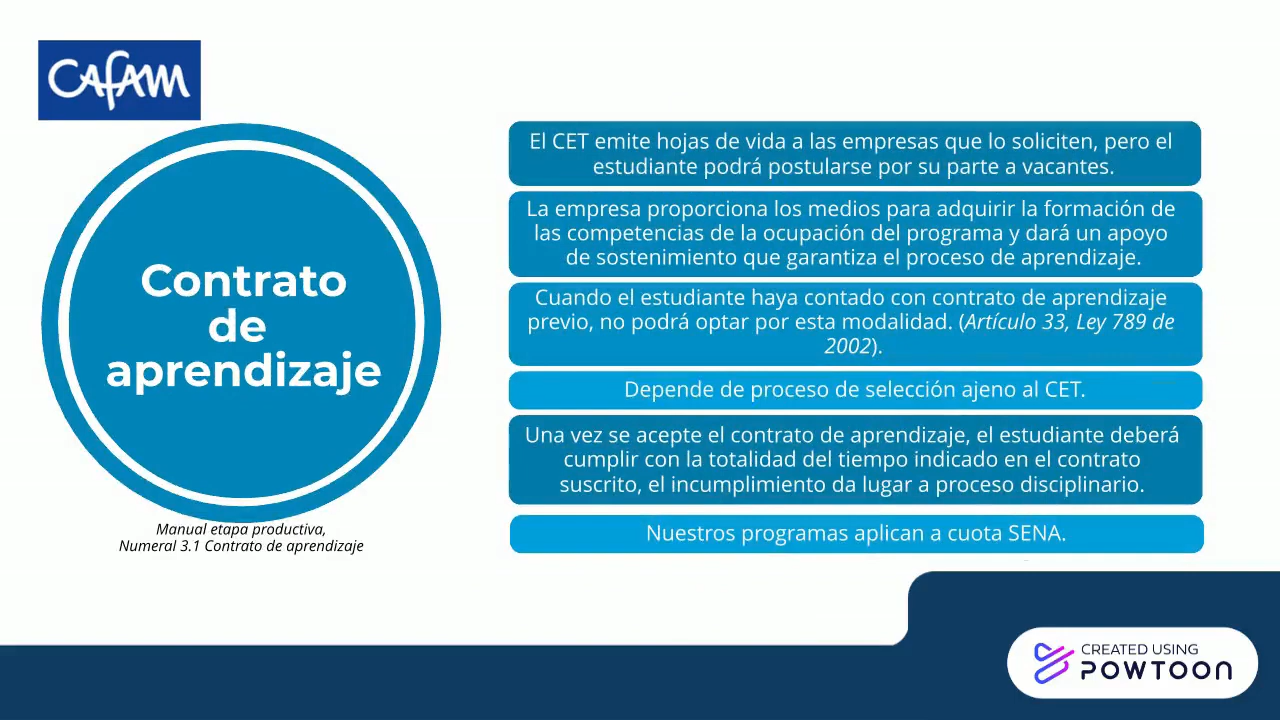 CAFAM
Contrato
de
aprendizaje
Manual etapa productiva,
Numeral 3.1 Contrato de aprendizaje
El CET emite hojas de vida a las empresas que lo soliciten, pero el
estudiante podrá postularse por su parte a vacantes.
La empresa proporciona los medios para adquirir la formación de
las competencias de la ocupación del programa y dará un apoyo
de sostenimiento que garantiza el proceso de aprendizaje.
Cuando el estudiante haya contado con contrato de aprendizaje
previo, no podrá optar por esta modalidad. (Artículo 33, Ley 789 de
2002).
Depende de proceso de selección ajeno al CET.
Una vez se acepte el contrato de aprendizaje, el estudiante deberá
cumplir con la totalidad del tiempo indicado en el contrato
suscrito, el incumplimiento da lugar a proceso disciplinario.
Nuestros programas aplican a cuota SENA.
CREATED USING
POWTOON